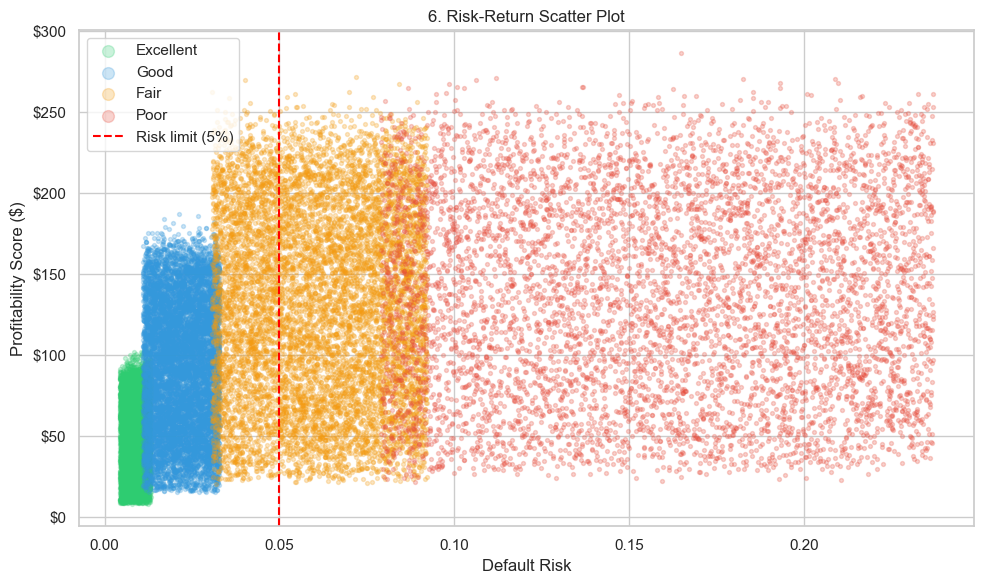 6. Risk-Return Scatter Plot
Excellent
Good
Fair
Poor
Risk limit (5%)
Profitability Score ($)
$300
$250
$200
$150
$100
$50
$0
0.00
0.05
0.10
0.15
0.20
Default Risk